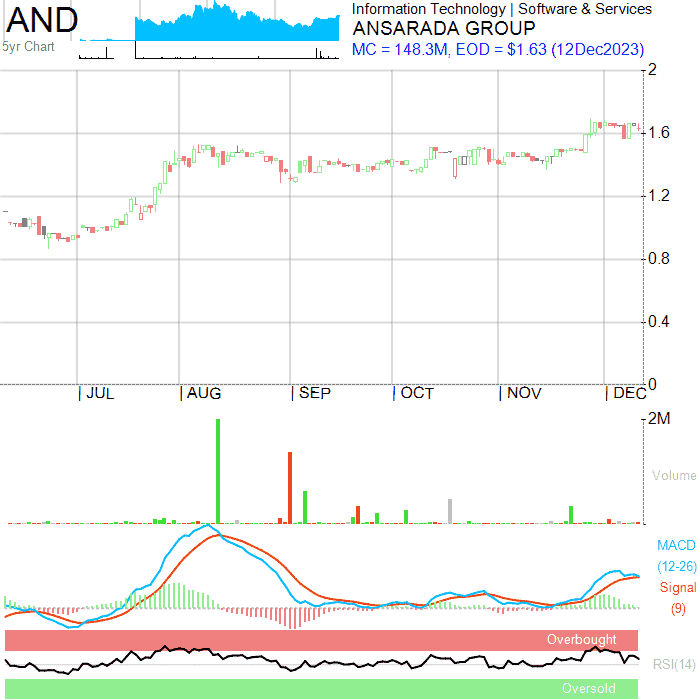 AND
5yr Chart
Information Technology | Software & Services
ANSARADA GROUP
MC = 148.3M, EOD = $1.63 (12Dec2023)
2
1.6
1.2
0.8
0.4
0
| JUL | AUG | SEP | OCT | NOV | DEC
2M
Volume
MACD
(12-26)
Signal
(9)
Overbought
RSI(14)
Oversold